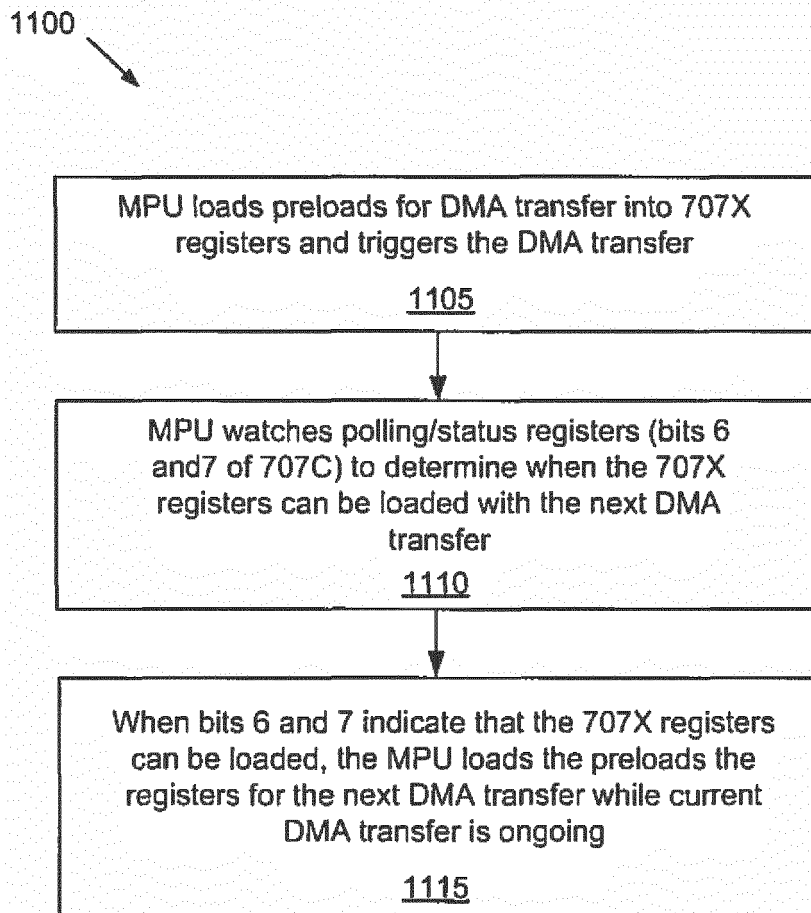 1100
MPU loads preloads for DMA transfer into 707X
registers and triggers the DMA transfer
1105
MPU watches polling/status registers (bits 6
and7 of 707C) to determine when the 707X
registers can be loaded with the next DMA
transfer
1110
When bits 6 and 7 indicate that the 707X registers
can be loaded, the MPU loads the preloads the
registers for the next DMA transfer while current
DMA transfer is ongoing
1115